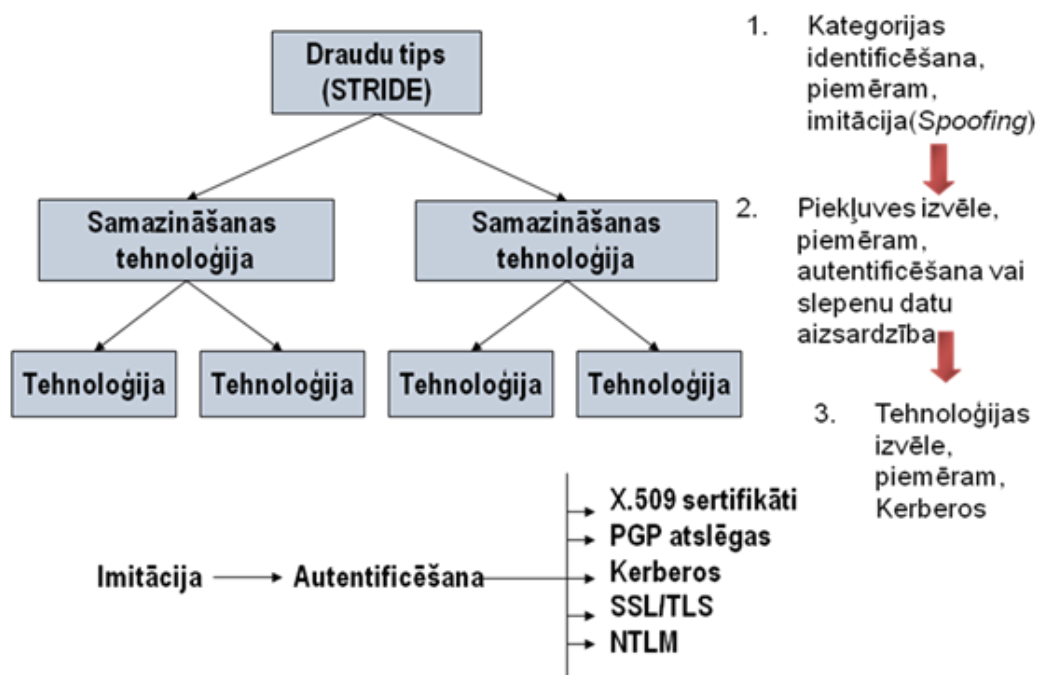 Draudu tips
(STRIDE)
Samazināšanas
tehnoloģija
Samazināšanas
tehnoloģija
Tehnoloģija
Tehnoloģija
Tehnoloģija
Tehnoloģija
1. Kategorijas
identificēšana,
piemēram,
imitācija(Spoofing)
2. Piekļuves izvēle,
piemēram,
autentificēšana vai
slepenu datu
aizsardzība
3. Tehnoloģijas
izvēle,
piemēram,
Kerberos
Imitācija
Autentificēšana
X.509 sertifikāti
PGP atslēgas
Kerberos
SSL/TLS
NTLM